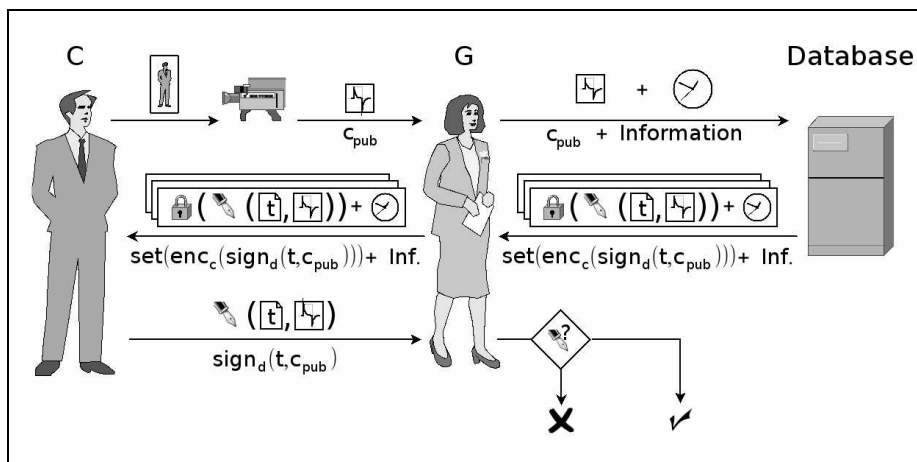 C G Database
+
c_pub c_pub + Information
( (t, ))+ ( (t, ))+
set(enc_c(sign_d(t,c_pub)))+ Inf. set(enc_c(sign_d(t,c_pub)))+ Inf.
(t, )
?
sign_d(t,c_pub)